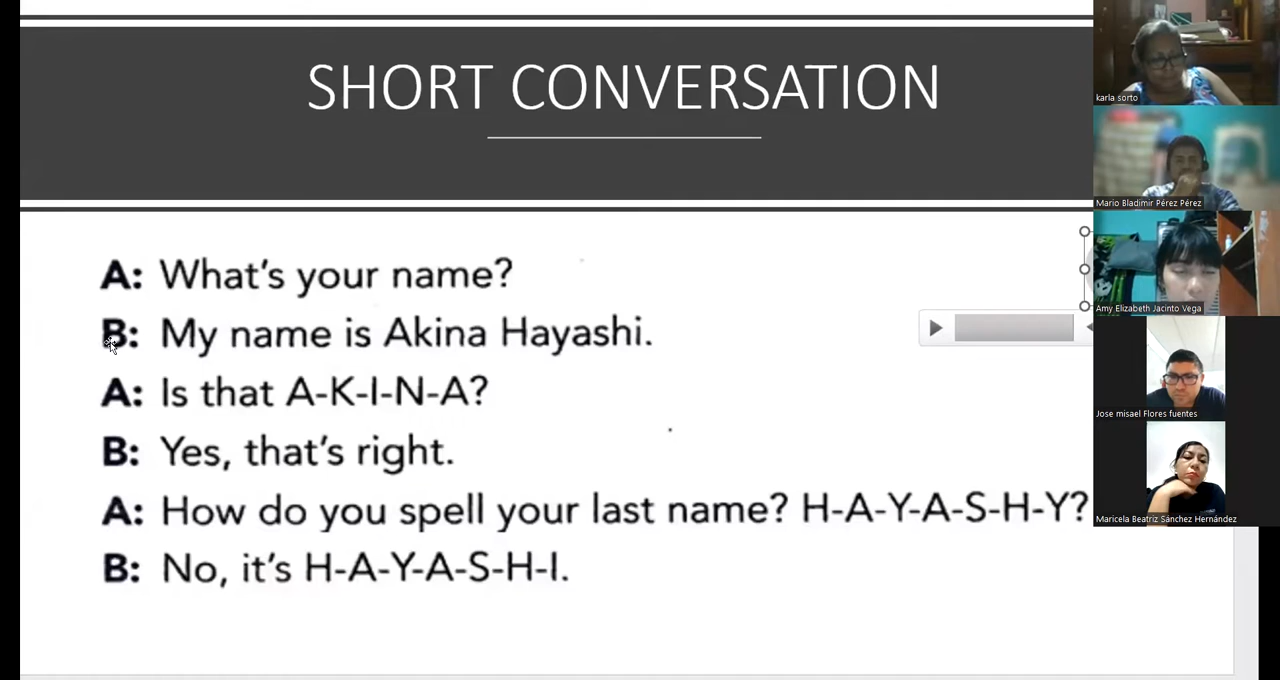 SHORT CONVERSATION
A: What's your name?
B: My name is Akina Hayashi.
A: Is that A-K-I-N-A?
B: Yes, that's right.
A: How do you spell your last name? H-A-Y-A-S-H-Y?
B: No, it's H-A-Y-A-S-H-I.
karla sorto
Mario Bladimir Pérez Pérez
Amy Elizabeth Jacinto Vega
Jose misael Flores fuentes
Maricela Beatriz Sánchez Hernández